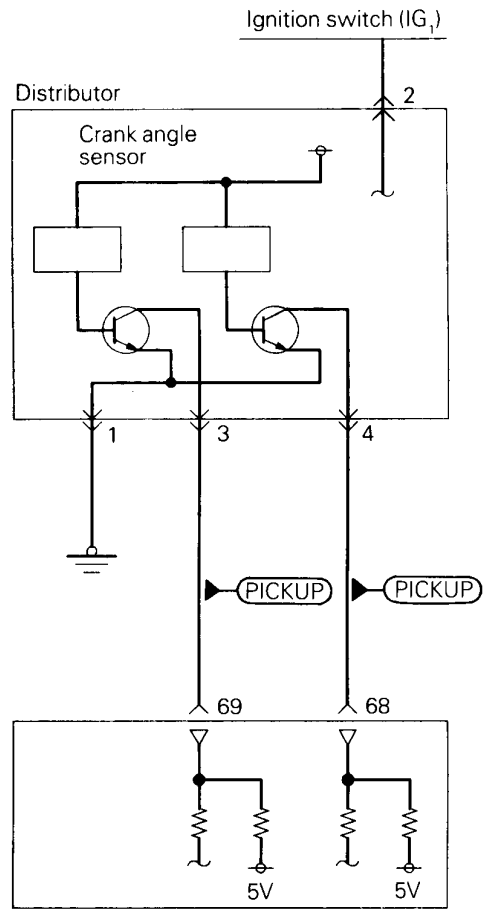 Ignition switch (IG₁)
2
Distributor
Crank angle
sensor
1
3
4
PICKUP
PICKUP
69
68
5V
5V